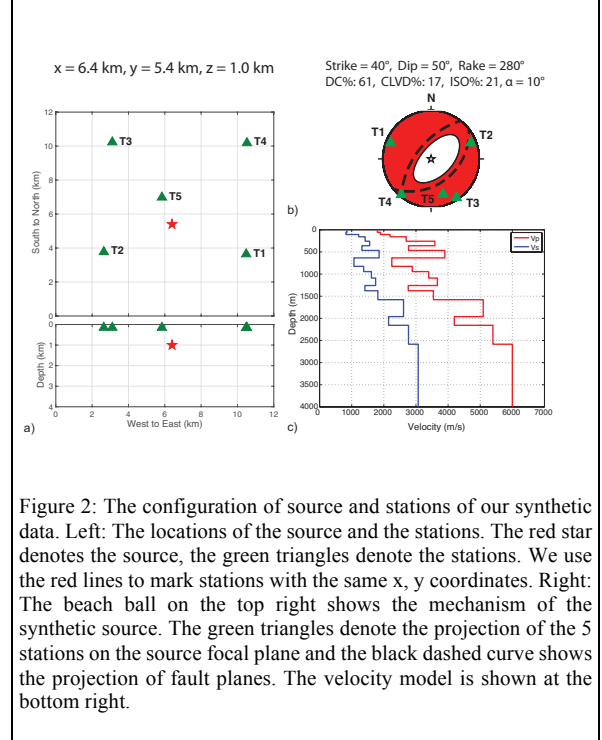 x = 6.4 km, y = 5.4 km, z = 1.0 km
Strike = 40°, Dip = 50°, Rake = 280°
DC%: 61, CLVD%: 17, ISO%: 21, α = 10°
12
10
8
6
4
2
0
South to North (km)
T3
T4
T5
T2
T1
0
1
2
3
4
Depth (km)
0
2
4
6
8
10
12
West to East (km)
a)
N
T1
T2
T4
T5
T3
b)
0
500
1000
1500
2000
2500
3000
3500
4000
Depth (m)
Vp
Vs
0
1000
2000
3000
4000
5000
6000
7000
Velocity (m/s)
c)
Figure 2: The configuration of source and stations of our synthetic
data. Left: The locations of the source and the stations. The red star
denotes the source, the green triangles denote the stations. We use
the red lines to mark stations with the same x, y coordinates. Right:
The beach ball on the top right shows the mechanism of the
synthetic source. The green triangles denote the projection of the 5
stations on the source focal plane and the black dashed curve shows
the projection of fault planes. The velocity model is shown at the
bottom right.